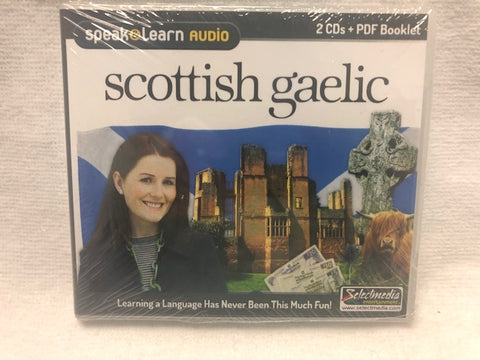 speak&Learn AUDIO
2 CDs + PDF Booklet
scottish gaelic
Learning a Language Has Never Been This Much Fun!
Selectmedia
entertainment
www.selectmedia.com